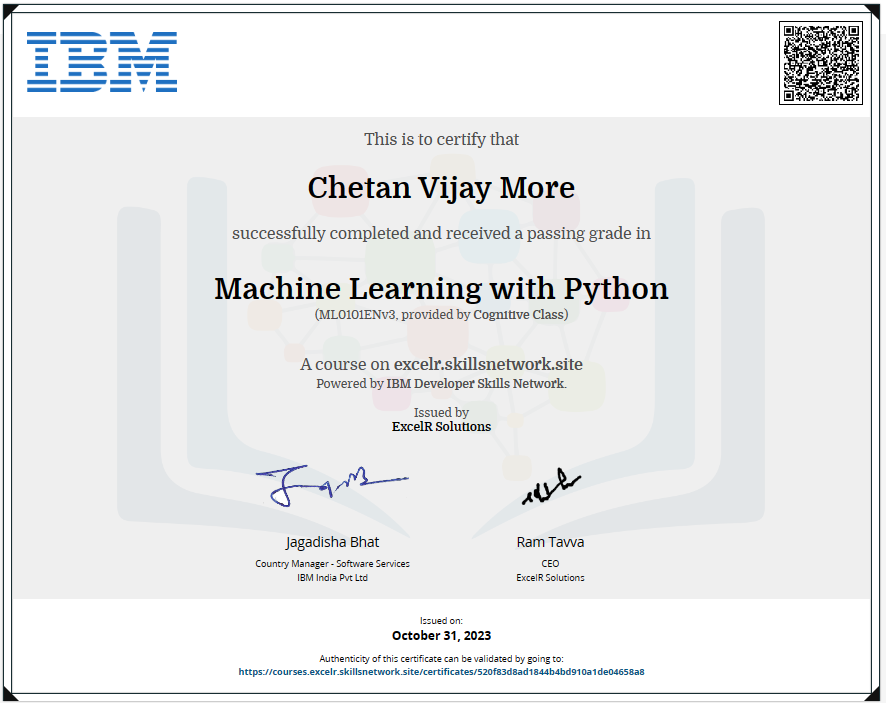 IBM
This is to certify that
Chetan Vijay More
successfully completed and received a passing grade in
Machine Learning with Python
(ML0101ENv3, provided by Cognitive Class)
A course on excelr.skillsnetwork.site
Powered by IBM Developer Skills Network.
Issued by
ExcelR Solutions
Jagadisha Bhat
Country Manager - Software Services
IBM India Pvt Ltd
Ram Tavva
CEO
ExcelR Solutions
Issued on:
October 31, 2023
Authenticity of this certificate can be validated by going to:
https://courses.excelr.skillsnetwork.site/certificates/520f83d8ad1844b4bd910a1de04658a8